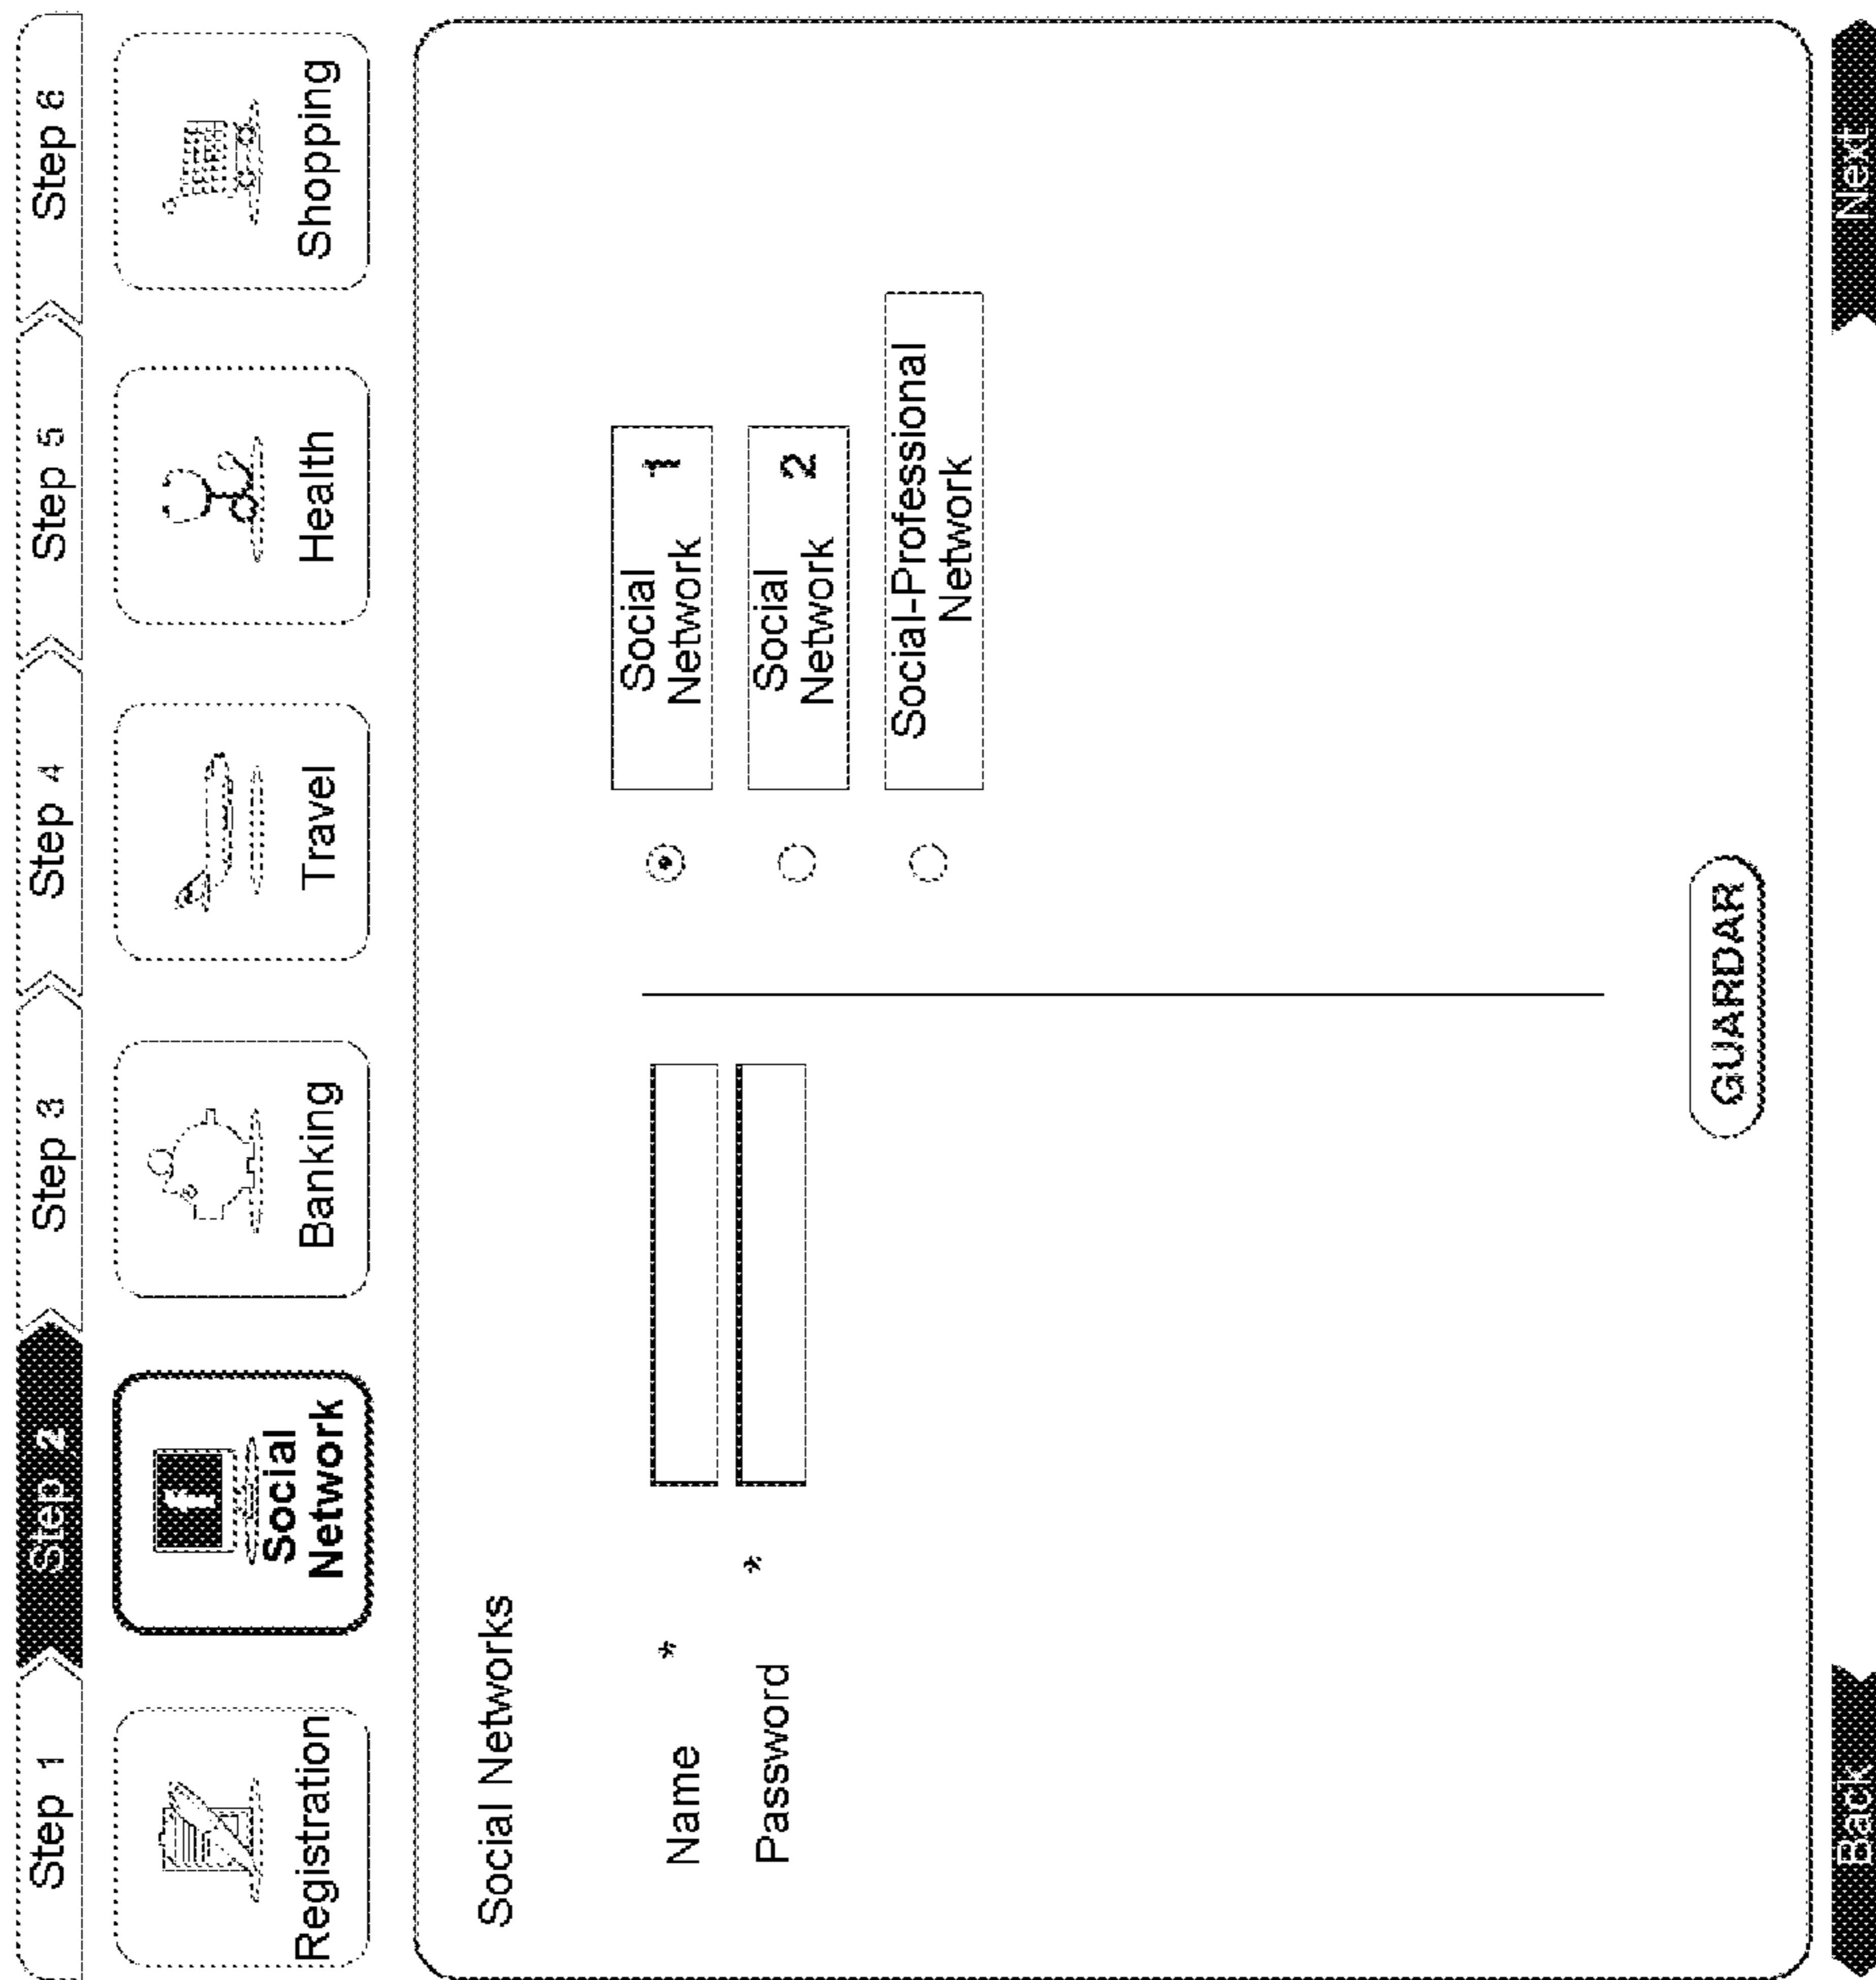 Step 1
Step 2
Step 3
Step 4
Step 5
Step 6
f
Registration
Social
Network
Banking
Travel
Health
Shopping
Social Networks
Name *
Password *
Social
Network 1
Social
Network 2
Social-Professional
Network
GUARDAR
Back
Next